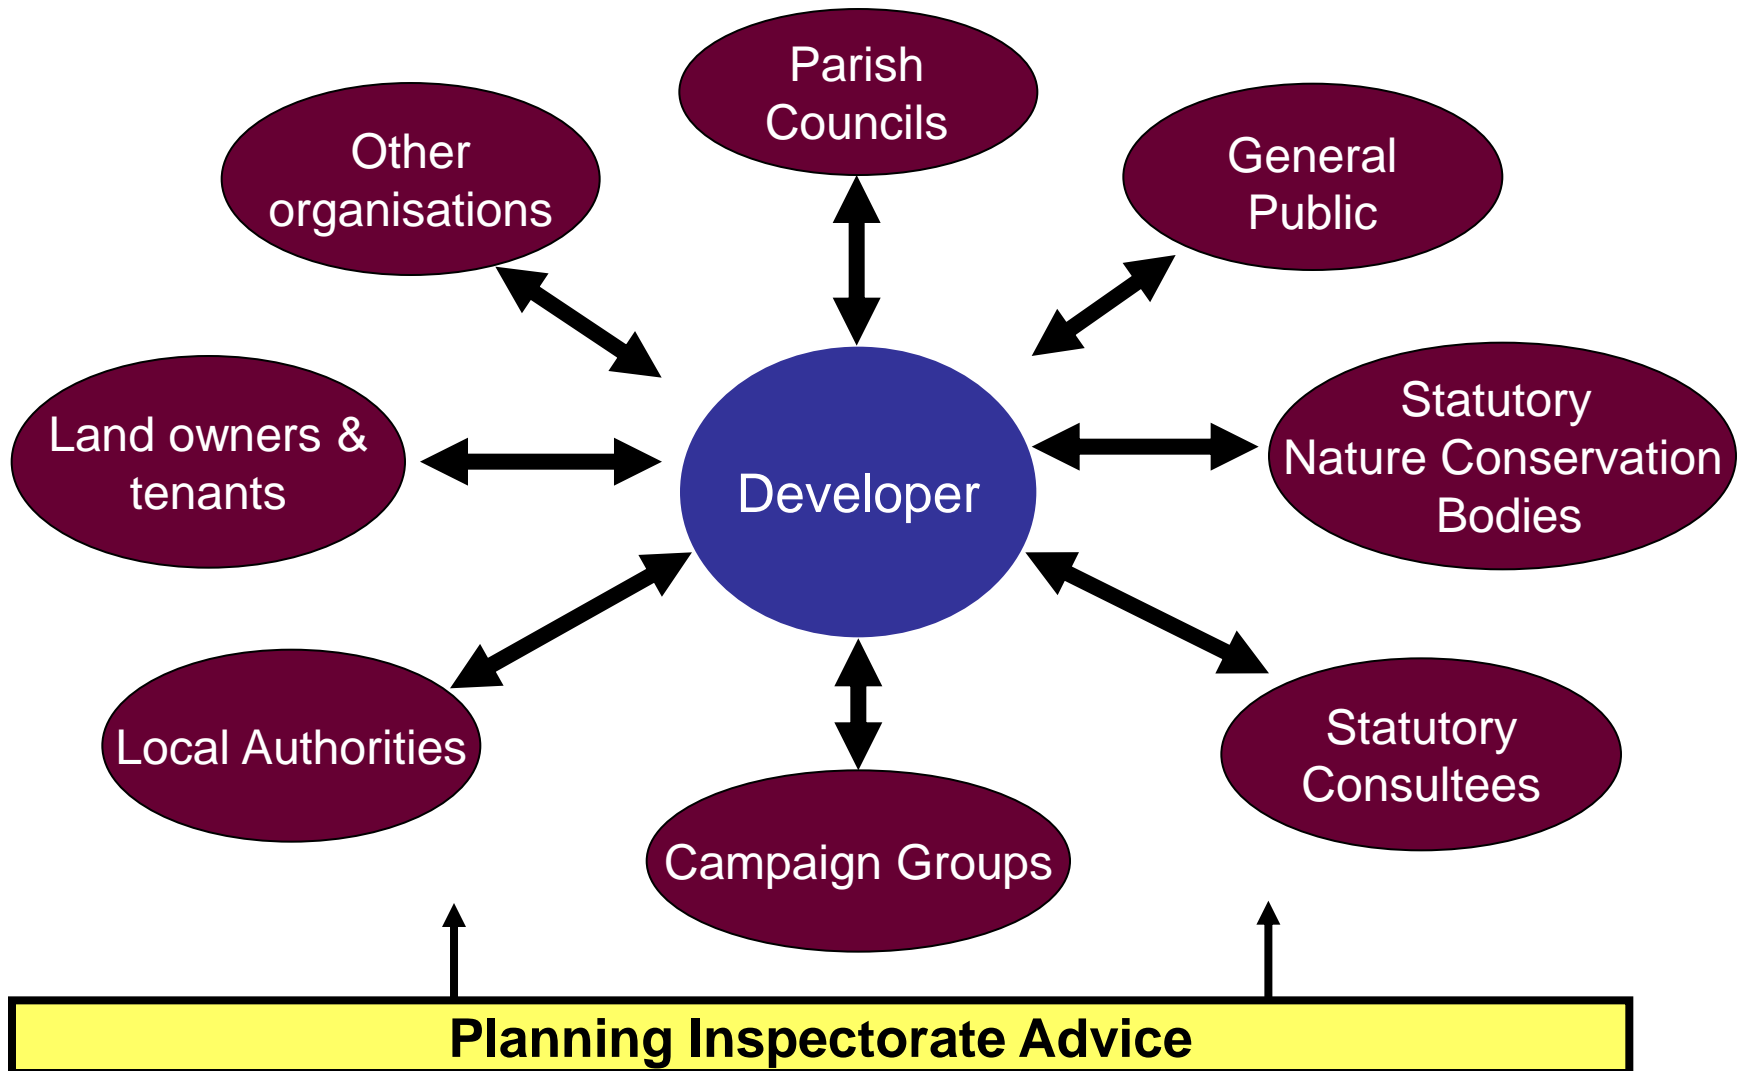 Parish
Councils
Other
organisations
General
Public
Land owners &
tenants
Developer
Statutory
Nature Conservation
Bodies
Local Authorities
Campaign Groups
Statutory
Consultees
Planning Inspectorate Advice